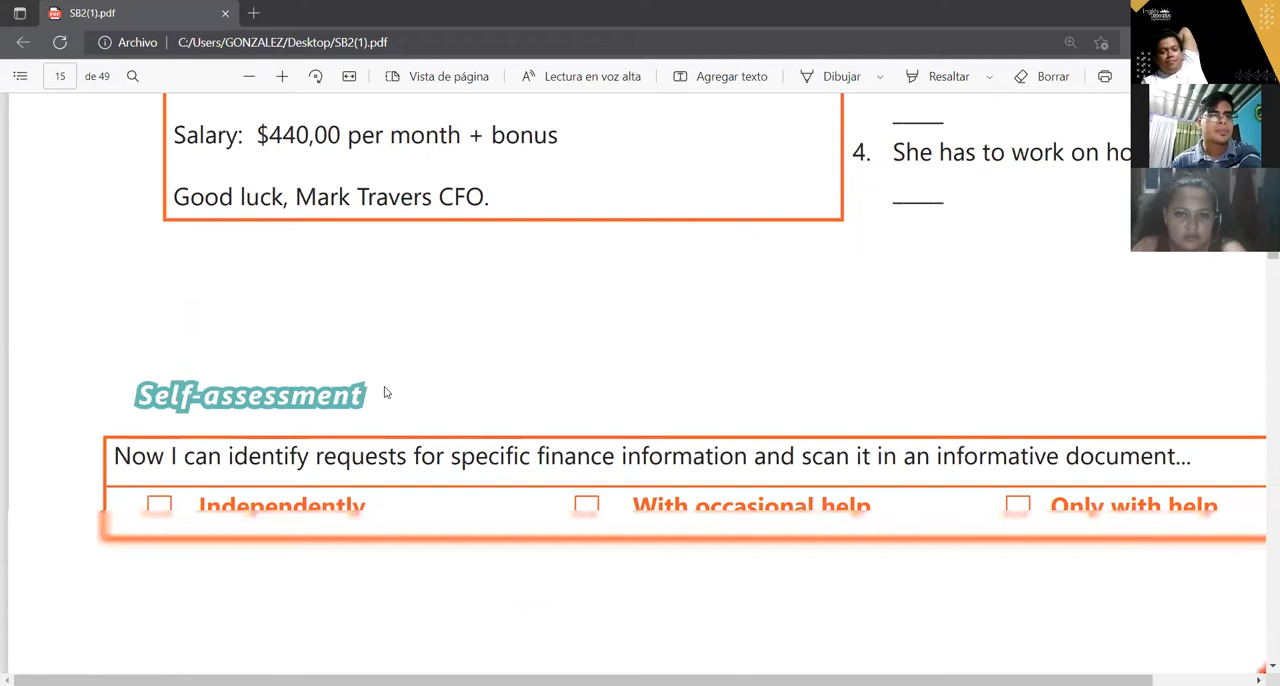 SB2(1).pdf
Archivo
C:/Users/GONZALEZ/Desktop/SB2(1).pdf
15
de 49
Vista de página
Lectura en voz alta
Agregar texto
Dibujar
Resaltar
Borrar
Inglés
Salary: $440,00 per month + bonus
Good luck, Mark Travers CFO.
4. She has to work on ho
Self-assessment
Now I can identify requests for specific finance information and scan it in an informative document...
Independently
With occasional help
Only with help